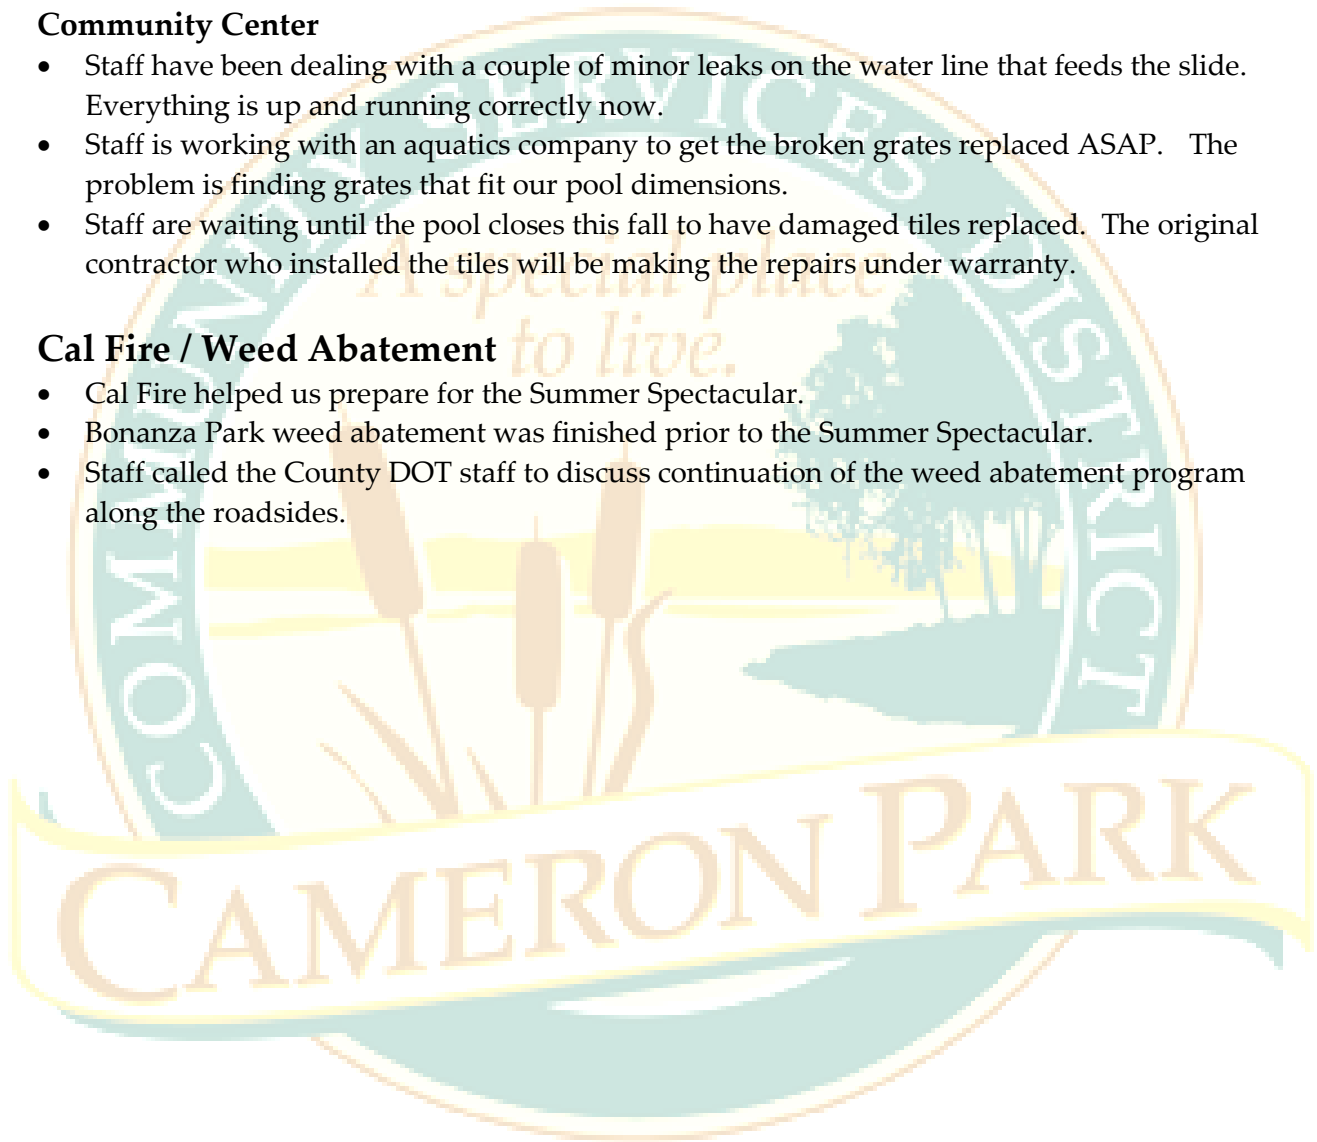 Community Center
• Staff have been dealing with a couple of minor leaks on the water line that feeds the slide.
Everything is up and running correctly now.
• Staff is working with an aquatics company to get the broken grates replaced ASAP. The
problem is finding grates that fit our pool dimensions.
• Staff are waiting until the pool closes this fall to have damaged tiles replaced. The original
contractor who installed the tiles will be making the repairs under warranty.
Cal Fire / Weed Abatement
• Cal Fire helped us prepare for the Summer Spectacular.
• Bonanza Park weed abatement was finished prior to the Summer Spectacular.
• Staff called the County DOT staff to discuss continuation of the weed abatement program
along the roadsides.
COMMUNITY SERVICES DISTRICT
A special place
to live.
CAMERON PARK